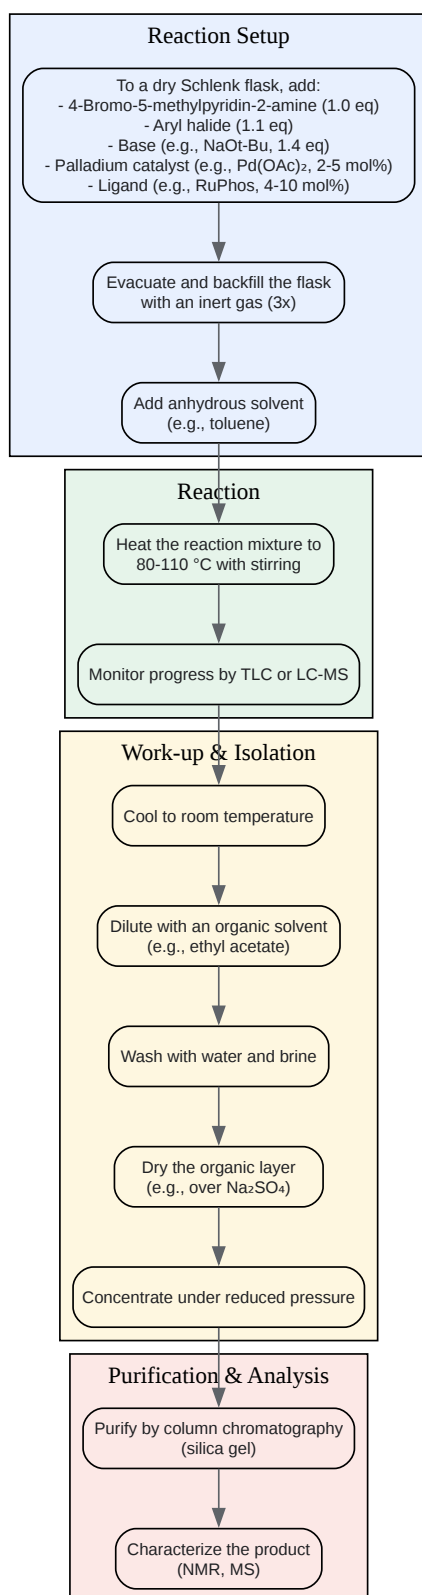 Reaction Setup
To a dry Schlenk flask, add:
- 4-Bromo-5-methylpyridin-2-amine (1.0 eq)
- Aryl halide (1.1 eq)
- Base (e.g., NaOt-Bu, 1.4 eq)
- Palladium catalyst (e.g., Pd(OAc)₂, 2-5 mol%)
- Ligand (e.g., RuPhos, 4-10 mol%)
Evacuate and backfill the flask
with an inert gas (3x)
Add anhydrous solvent
(e.g., toluene)
Reaction
Heat the reaction mixture to
80-110 °C with stirring
Monitor progress by TLC or LC-MS
Work-up & Isolation
Cool to room temperature
Dilute with an organic solvent
(e.g., ethyl acetate)
Wash with water and brine
Dry the organic layer
(e.g., over Na₂SO₄)
Concentrate under reduced pressure
Purification & Analysis
Purify by column chromatography
(silica gel)
Characterize the product
(NMR, MS)